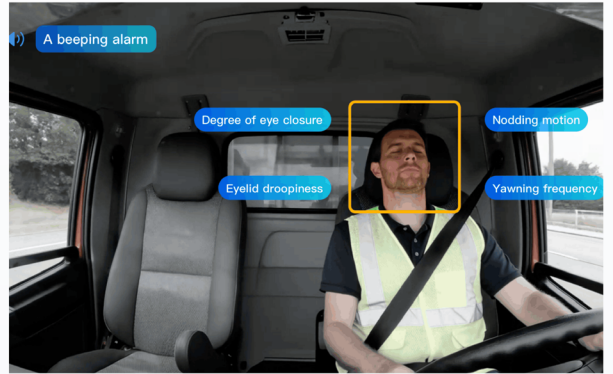 A beeping alarm
Degree of eye closure
Nodding motion
Eyelid droopiness
Yawning frequency